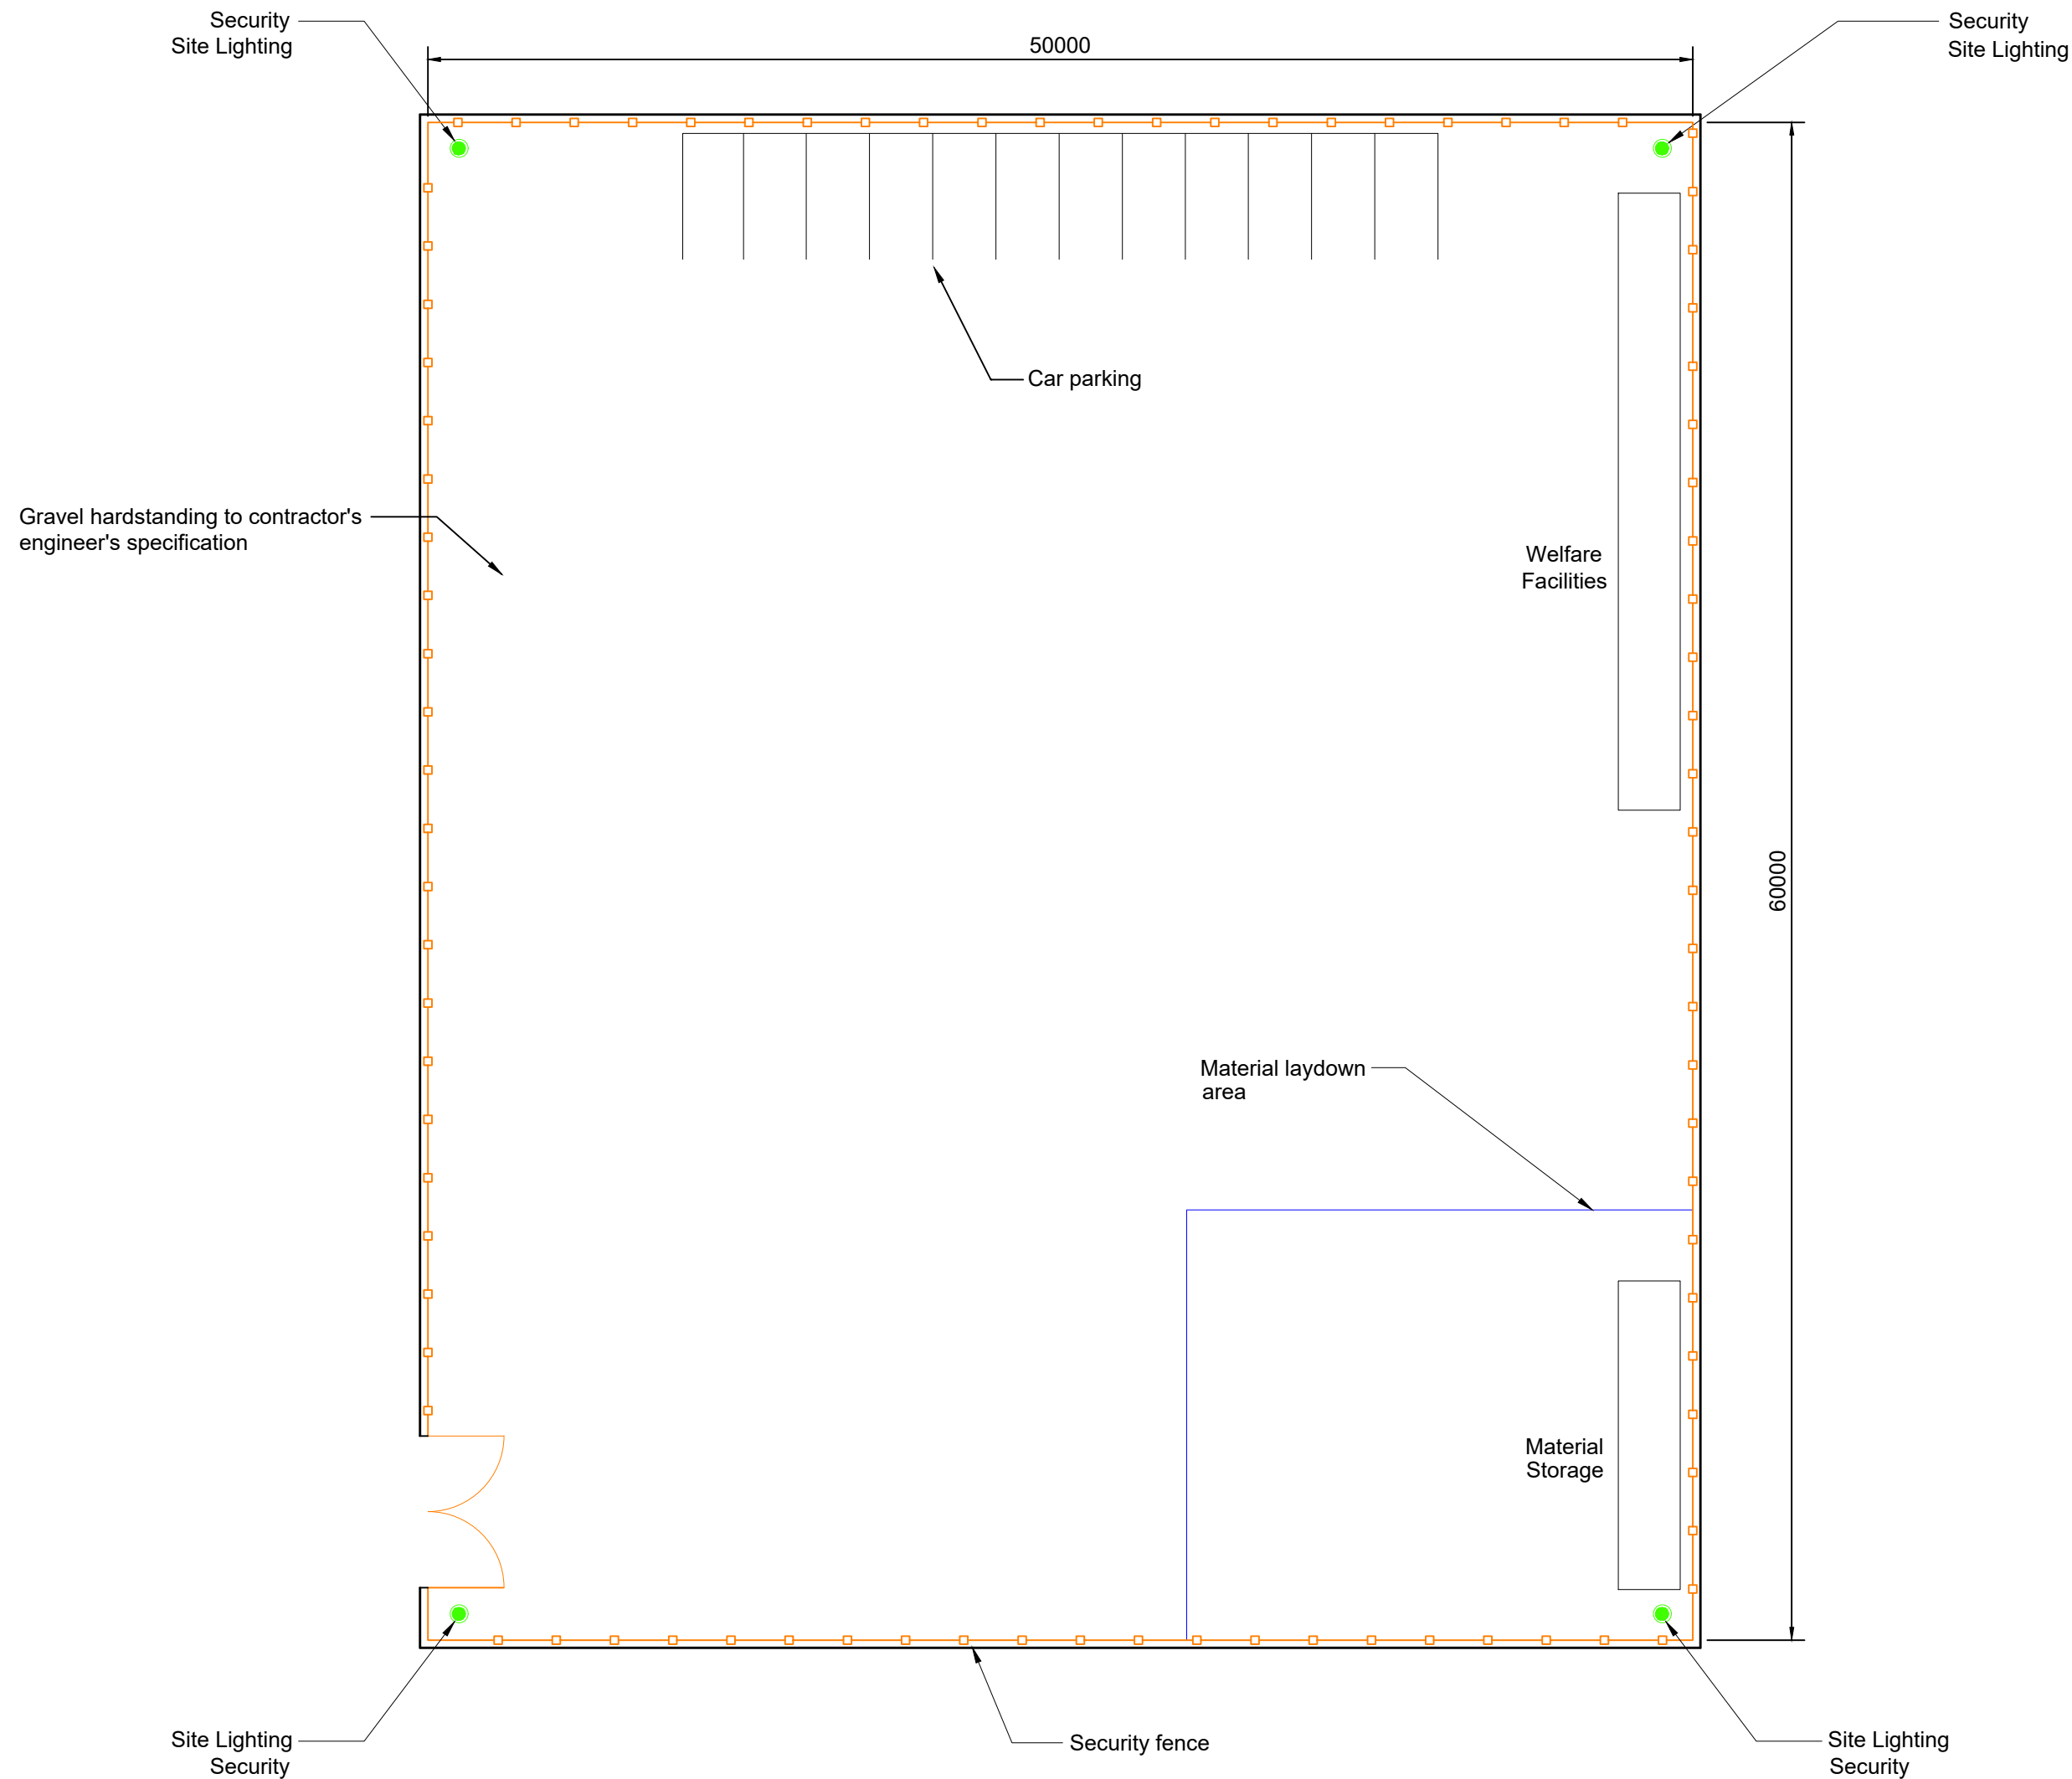 Security
Site Lighting
50000
Security
Site Lighting
Car parking
Gravel hardstanding to contractor's
engineer's specification
Welfare
Facilities
60000
Material laydown
area
Material
Storage
Site Lighting
Security
Security fence
Site Lighting
Security